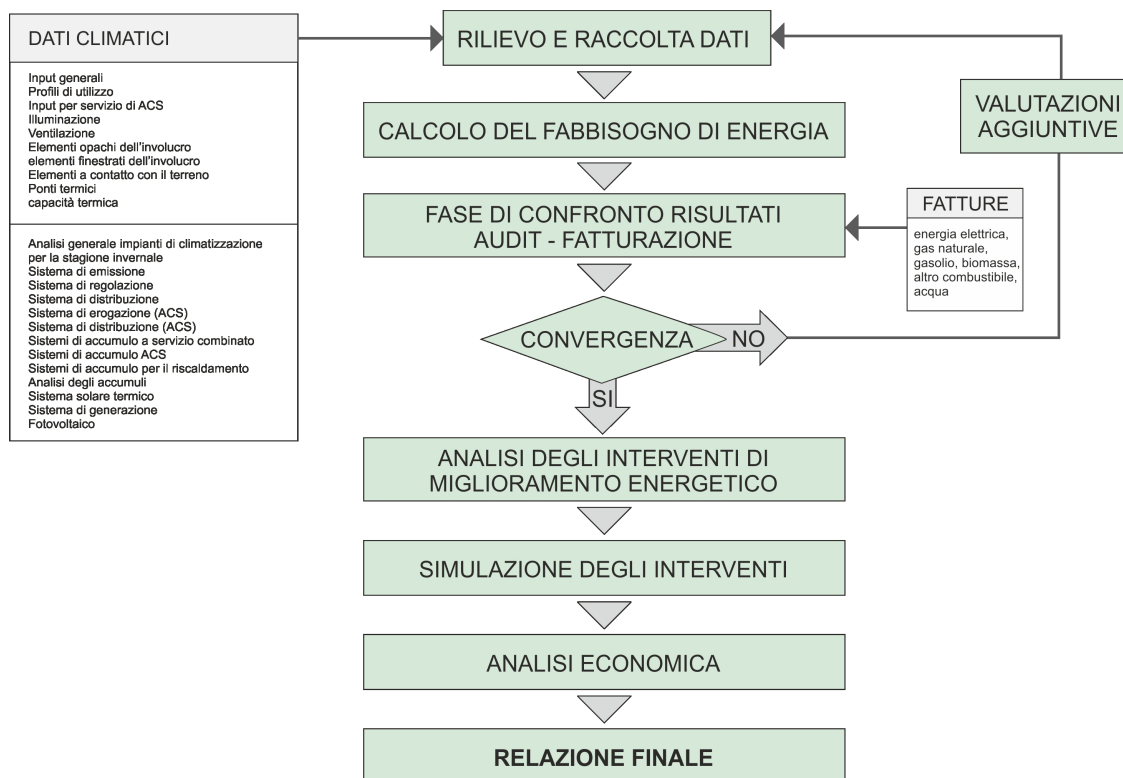 DATI CLIMATICI
Input generali
Profili di utilizzo
Input per servizio di ACS
Illuminazione
Ventilazione
Elementi opachi dell'involucro
elementi finestrati dell'involucro
Elementi a contatto con il terreno
Ponti termici
capacità termica
Analisi generale impianti di climatizzazione
per la stagione invernale
Sistema di emissione
Sistema di regolazione
Sistema di distribuzione
Sistema di erogazione (ACS)
Sistema di distribuzione (ACS)
Sistemi di accumulo a servizio combinato
Sistemi di accumulo ACS
Sistemi di accumulo per il riscaldamento
Analisi degli accumuli
Sistema solare termico
Sistema di generazione
Fotovoltaico
RILIEVO E RACCOLTA DATI
CALCOLO DEL FABBISOGNO DI ENERGIA
FASE DI CONFRONTO RISULTATI
AUDIT - FATTURAZIONE
CONVERGENZA
NO
SI
VALUTAZIONI
AGGIUNTIVE
FATTURE
energia elettrica,
gas naturale,
gasolio, biomassa,
altro combustibile,
acqua
ANALISI DEGLI INTERVENTI DI
MIGLIORAMENTO ENERGETICO
SIMULAZIONE DEGLI INTERVENTI
ANALISI ECONOMICA
RELAZIONE FINALE